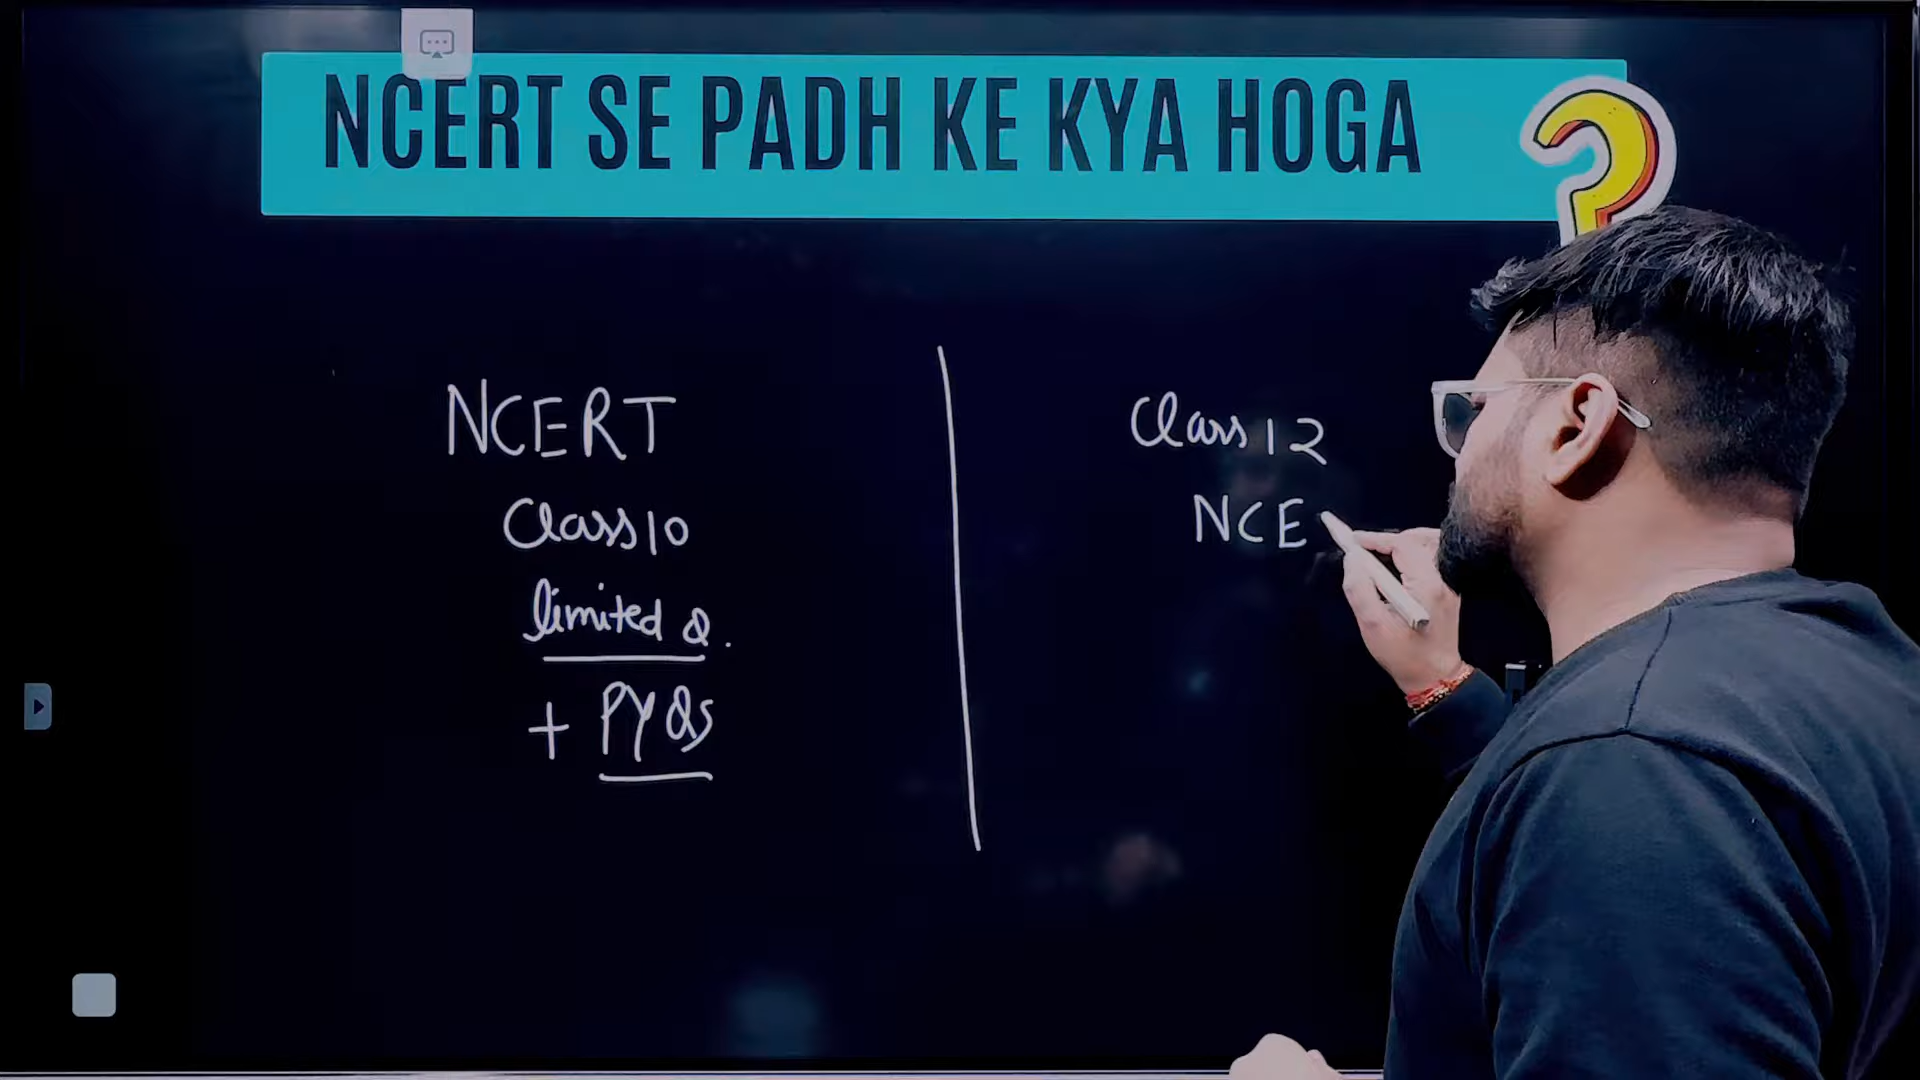 NCERT SE PADH KE KYA HOGA ?
NCERT
Class 10
limited Q.
+ PYQs
Class 12
NCE